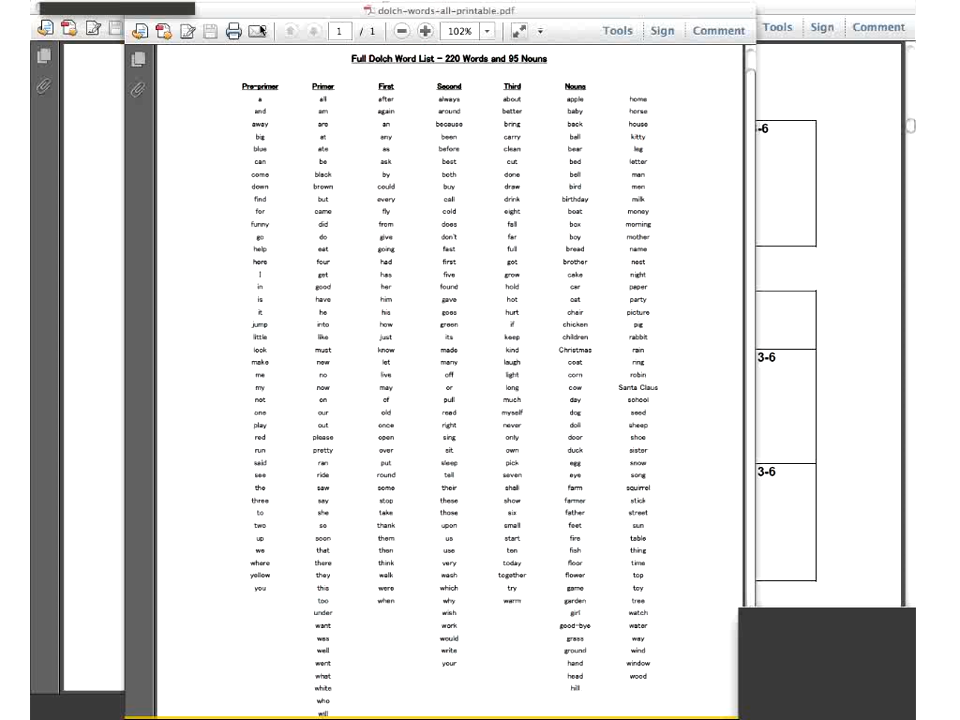 dolch-words-all-printable.pdf
1 / 1 102% Tools Sign Comment Tools Sign Comment
Full Dolch Word List – 220 Words and 95 Nouns
Pre-primer Primer First Second Third Nouns
a all after always about apple home
and am again around better baby horse
away are an because bring back house
big at any been carry ball kitty
blue ate as before clean bear leg
can be ask best cut bed letter
come black by both done bell man
down brown could buy draw bird men
find but every call drink birthday milk
for came fly cold eight boat money
funny did from does fall box morning
go do give don't far boy mother
help eat going fast full bread name
here four had first got brother nest
I get has five grow cake night
in good her found hold car paper
is have him gave hot cat party
it he his goes hurt chair picture
jump into how green if chicken pig
little like just its keep children rabbit
look must know made kind Christmas rain
make new let many laugh coat ring
me no live off light corn robin
my now may or long cow Santa Claus
not on of pull much day school
one our old read myself dog seed
play out once right never doll sheep
red please open sing only door shoe
run pretty over sit own duck sister
said ran put sleep pick egg snow
see ride round tell seven eye song
the saw some their shall farm squirrel
three say stop these show farmer stick
to she take those six father street
two so thank upon small feet sun
up soon them us start fire table
we that then use ten fish thing
where there think very today floor time
yellow they walk wash together flower top
you this were which try game toy
too when why warm garden tree
under wish girl watch
want work good-bye water
was would grass way
well write ground wind
went your hand window
what head wood
white hill
who
will
-6
3-6
3-6